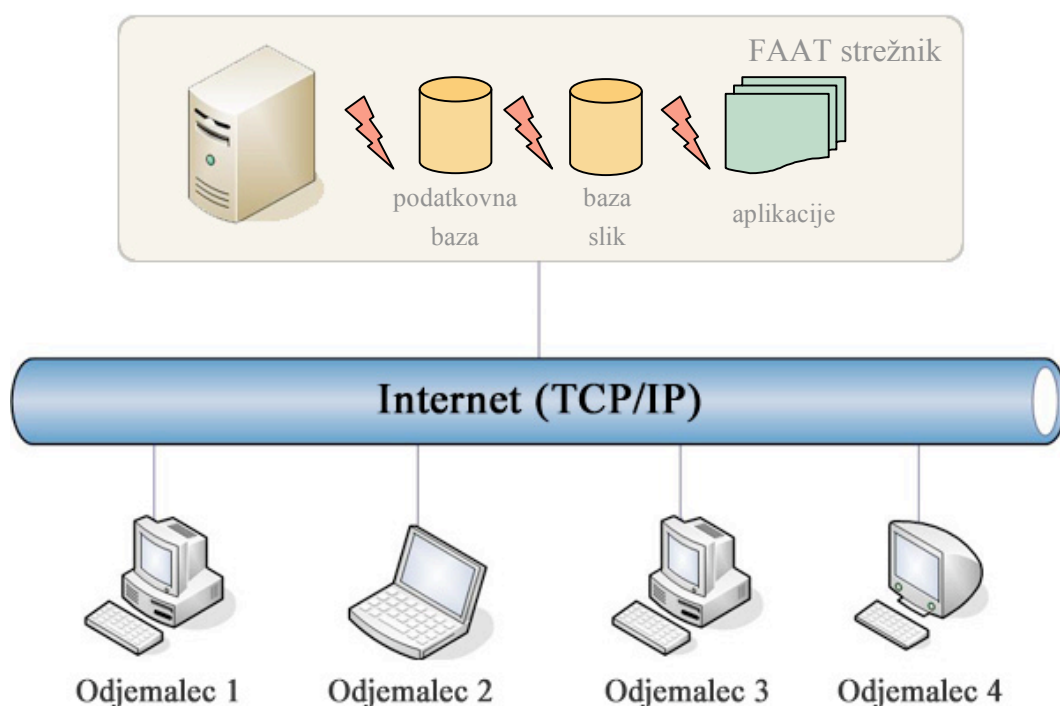 FAAT strežnik
podatkovna
baza
baza
slik
aplikacije
Internet (TCP/IP)
Odjemalec 1
Odjemalec 2
Odjemalec 3
Odjemalec 4